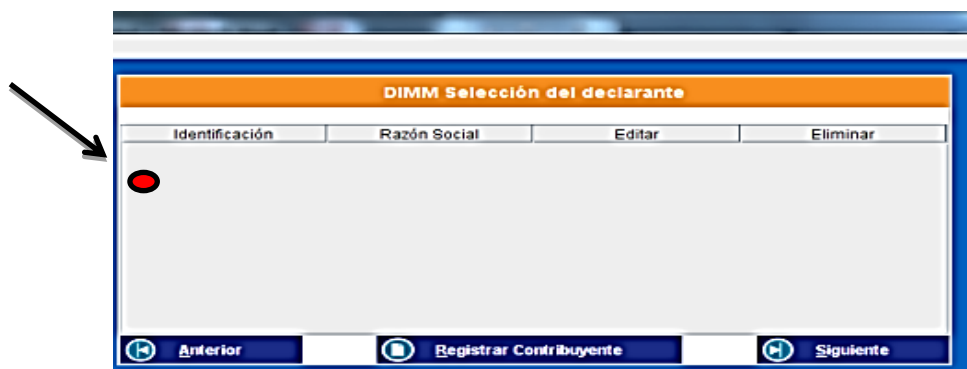 DIMM Selección del declarante
Identificación Razón Social Editar Eliminar
Anterior Registrar Contribuyente Siguiente